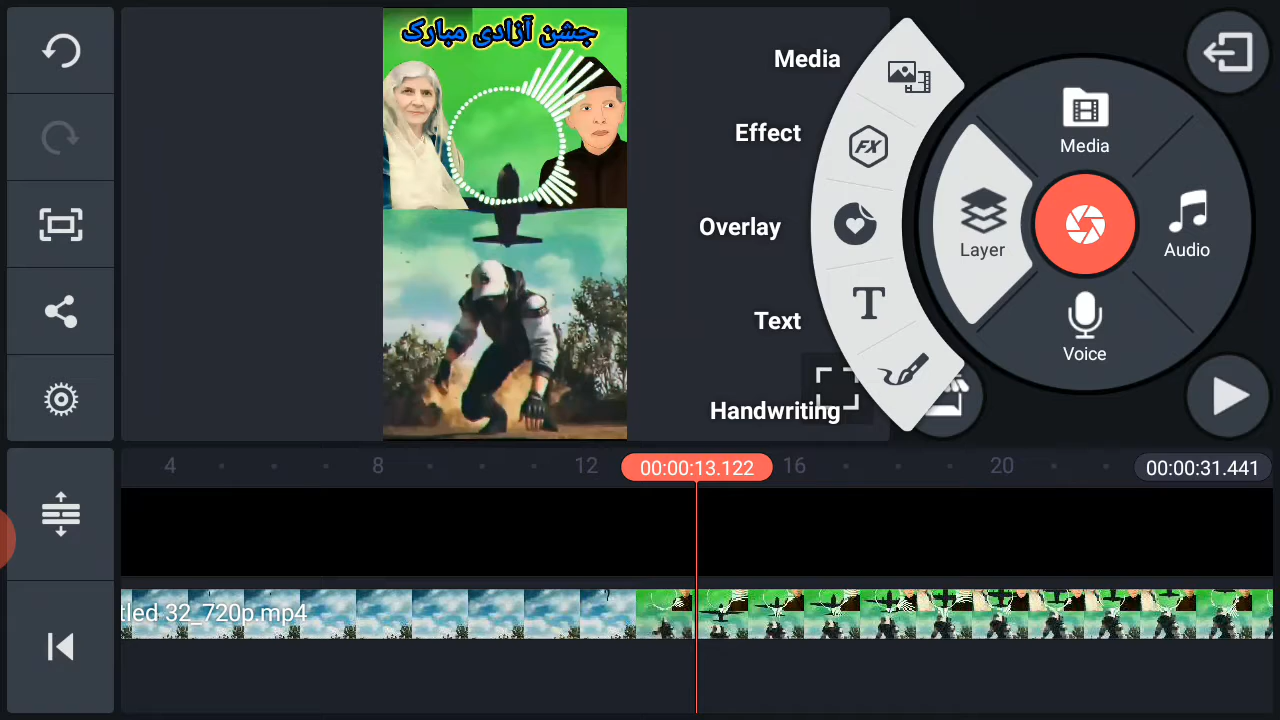 جشن آزادی مبارک
Media
Effect
FX
Overlay
T
Text
Handwriting
Media
Layer
Audio
Voice
4
8
12
00:00:13.122
16
20
00:00:31.441
tled 32_720p.mp4